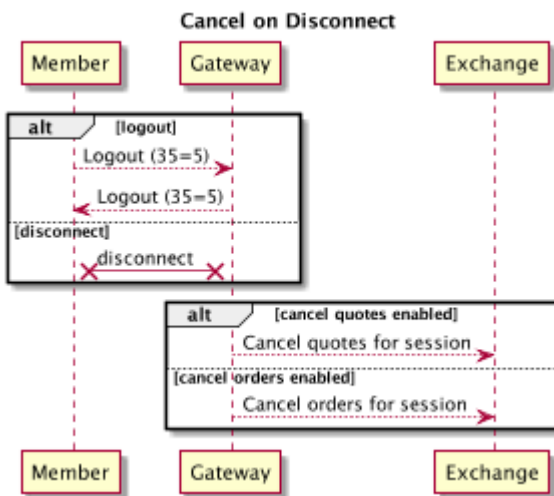 Cancel on Disconnect
Member Gateway Exchange
alt [logout]
Logout (35=5)
Logout (35=5)
[disconnect]
disconnect
alt [cancel quotes enabled]
Cancel quotes for session
[cancel orders enabled]
Cancel orders for session
Member Gateway Exchange